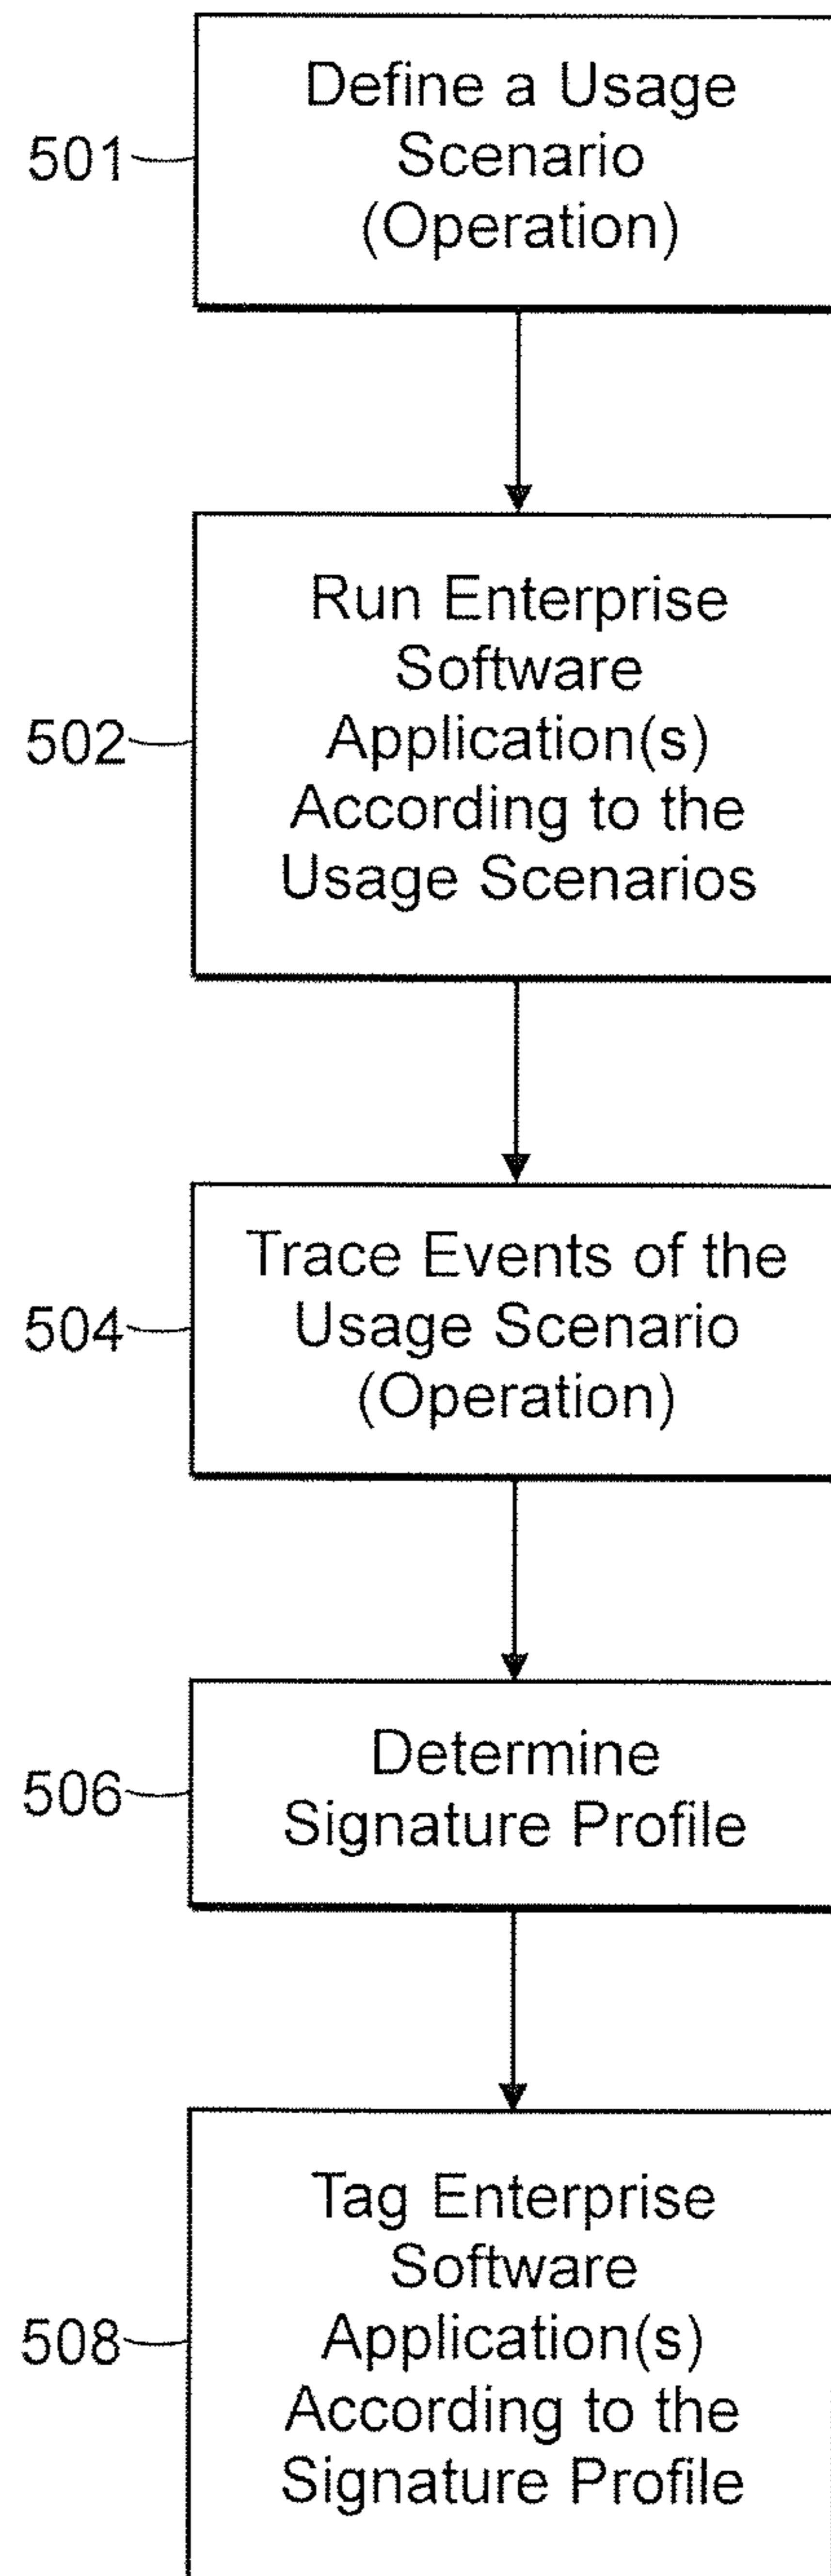 Define a Usage
Scenario
(Operation)
501
Run Enterprise
Software
Application(s)
According to the
Usage Scenarios
502
Trace Events of the
Usage Scenario
(Operation)
504
Determine
Signature Profile
506
Tag Enterprise
Software
Application(s)
According to the
Signature Profile
508